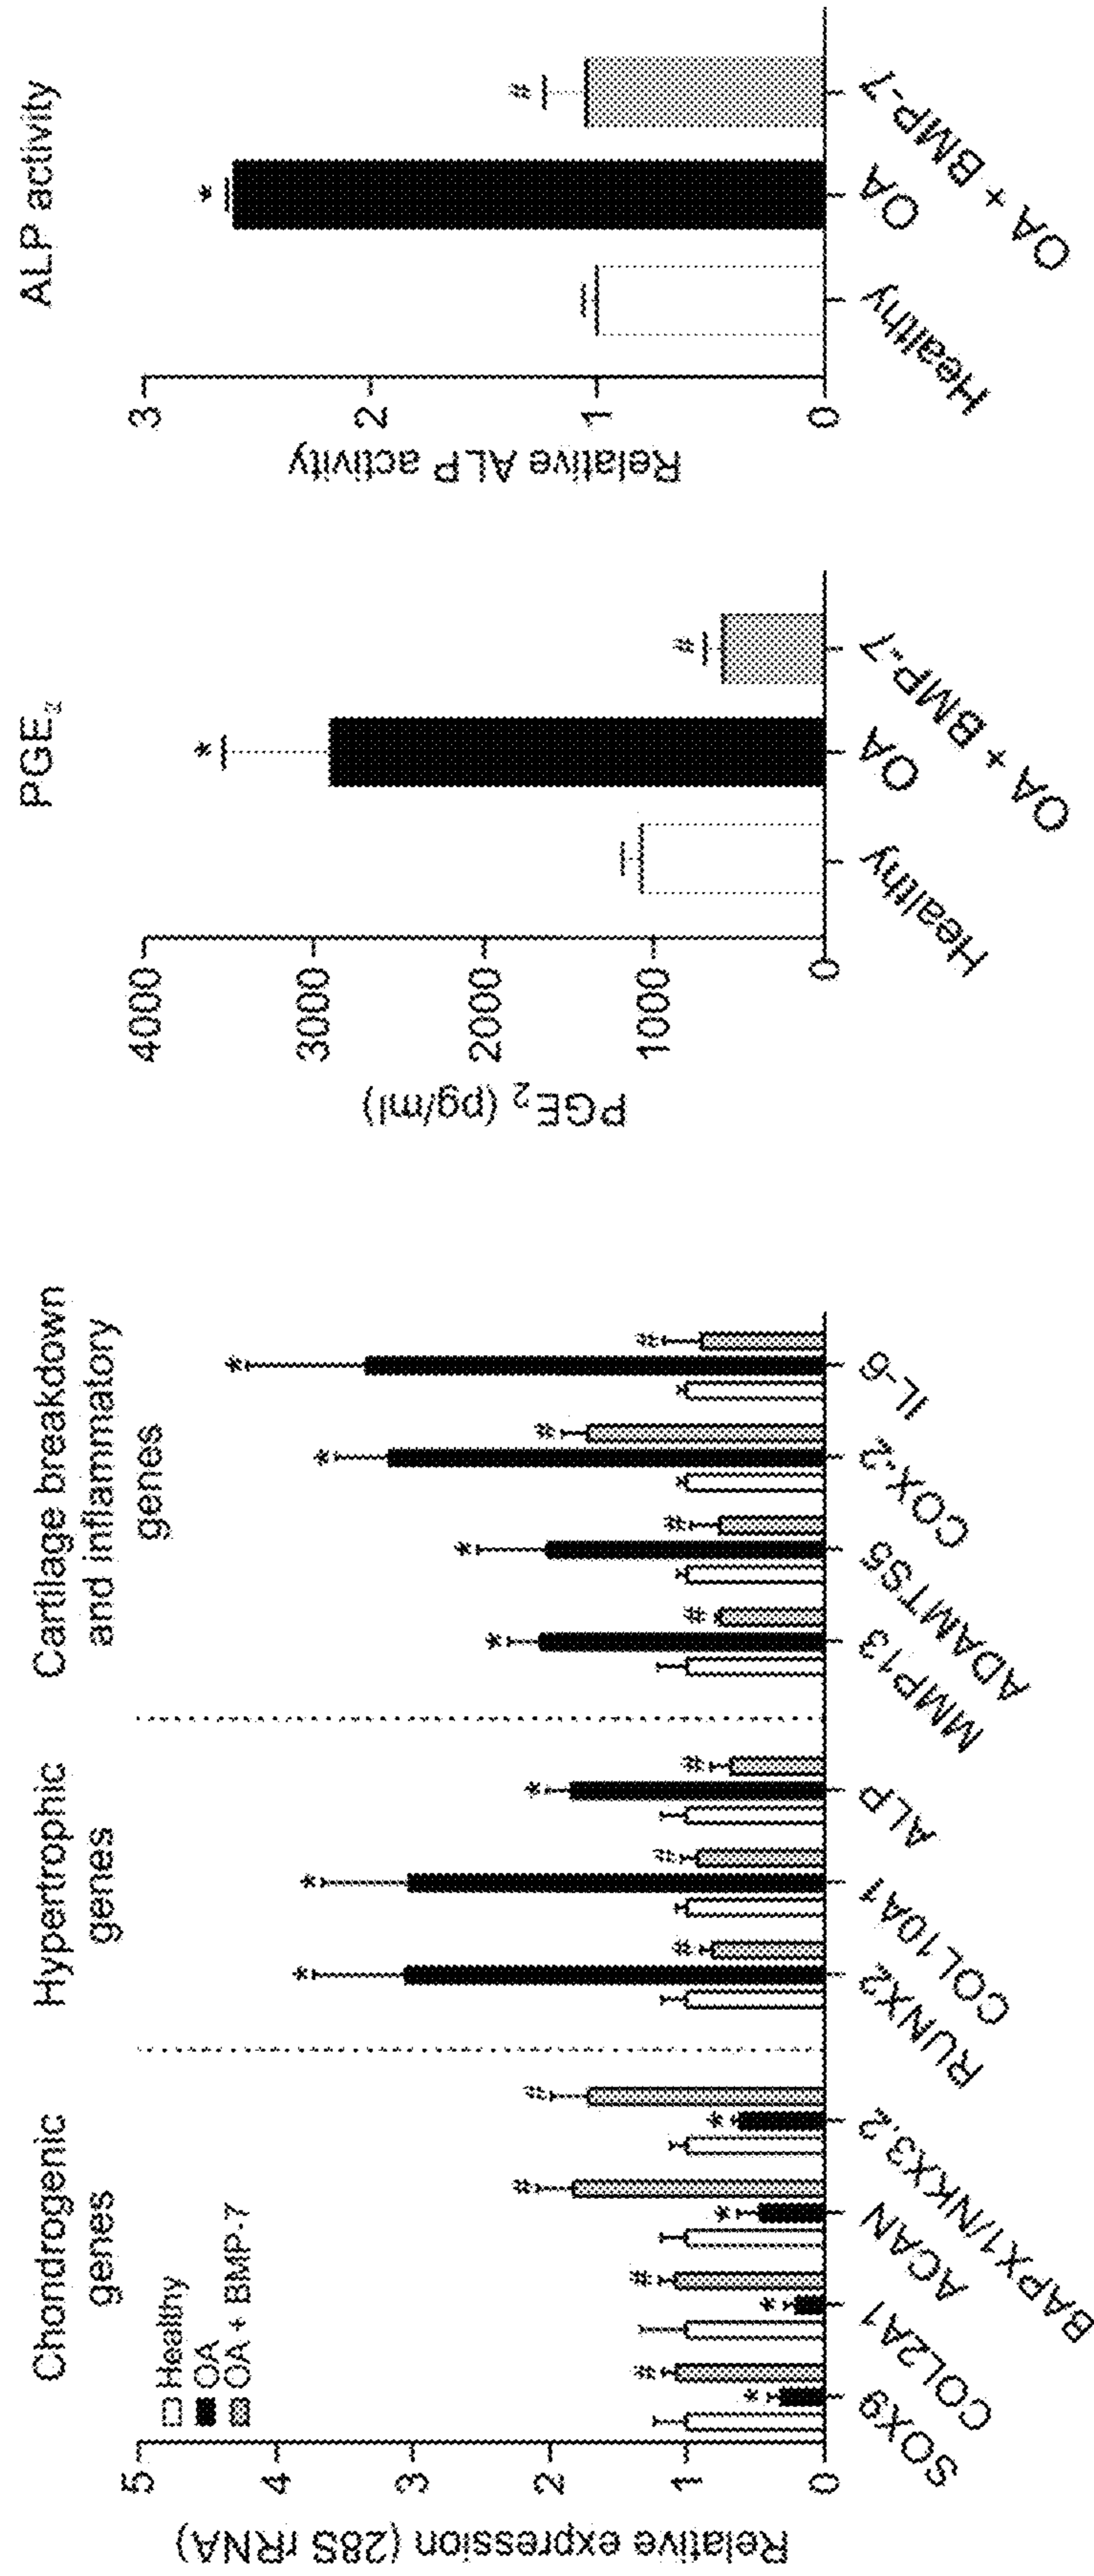 Chondrogenic
genes
Hypertrophic
genes
Cartilage breakdown
and inflammatory
genes
Healthy
OA
OA + BMP-7
Relative expression (28S rRNA)
5
4
3
2
1
0
* # * # * # * # * # * # * # * # * # * # * #
SOX9
COL2A1
ACAN
BAPX1/NKX3.2
RUNX2
COL10A1
ALP
MMP13
ADAMTS5
COX-2
IL-6
PGE2
PGE2 (pg/ml)
4000
3000
2000
1000
0
* #
Healthy
OA
OA + BMP-7
ALP activity
Relative ALP activity
3
2
1
0
* #
Healthy
OA
OA + BMP-7